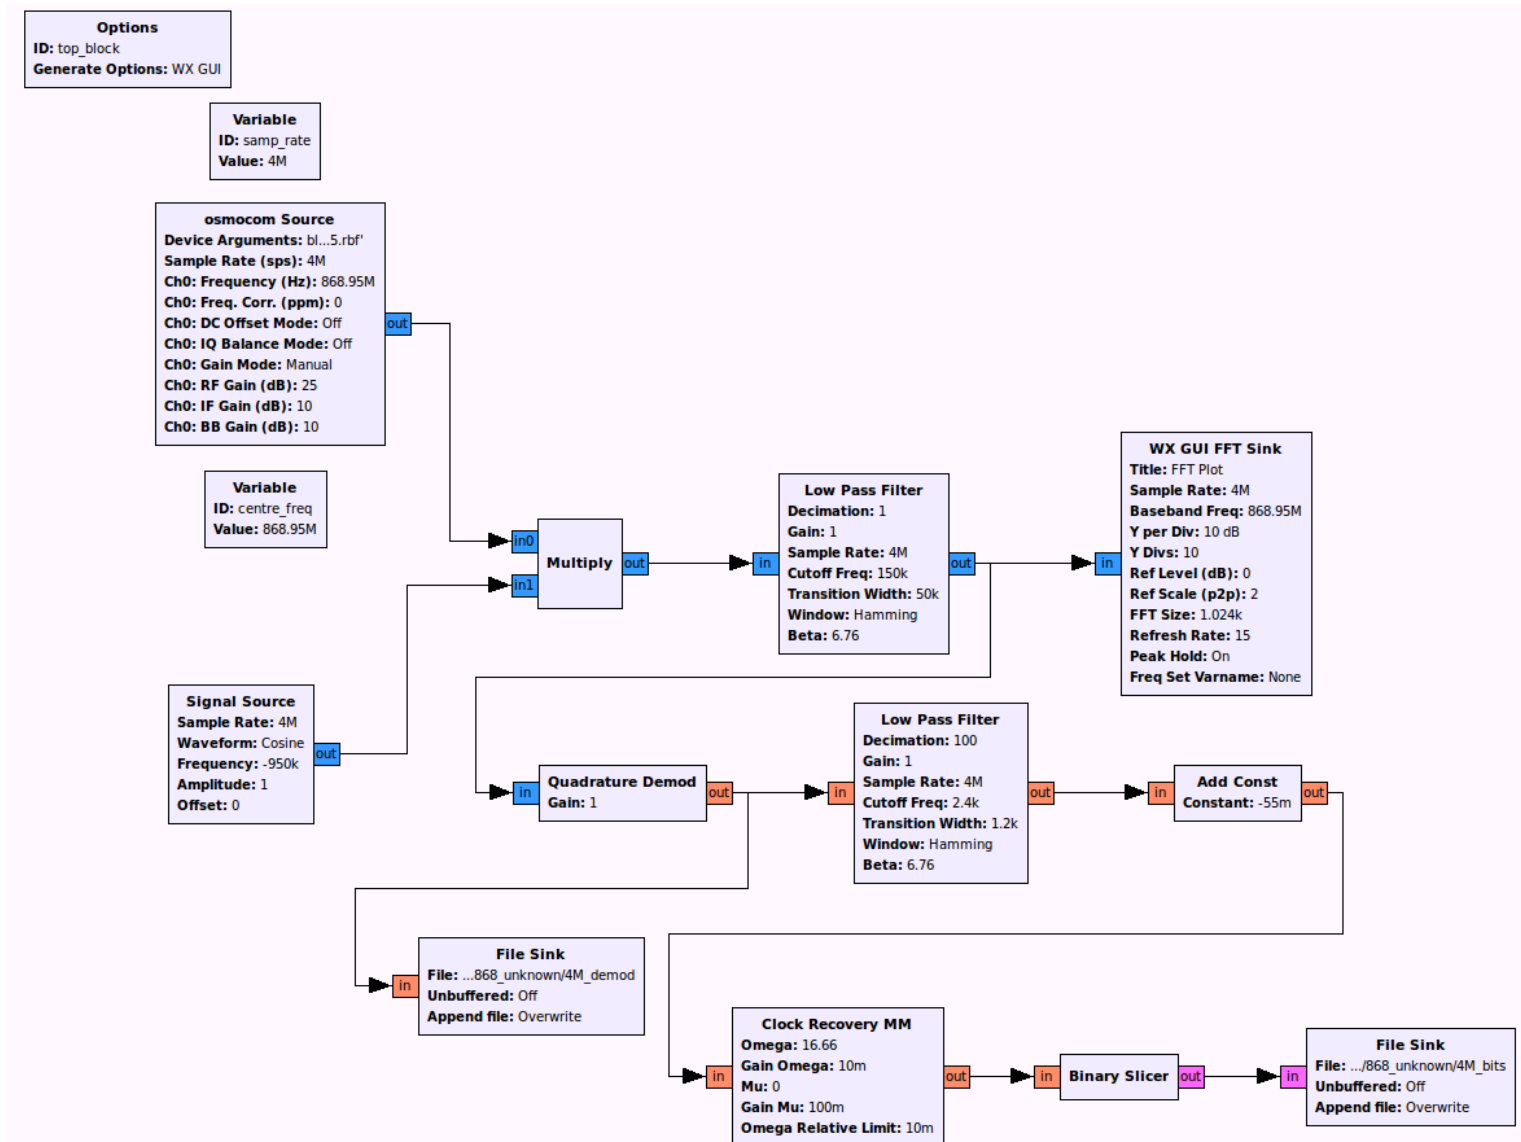 Options
ID: top_block
Generate Options: WX GUI
Variable
ID: samp_rate
Value: 4M
osmocom Source
Device Arguments: bl...5.rbf'
Sample Rate (sps): 4M
Ch0: Frequency (Hz): 868.95M
Ch0: Freq. Corr. (ppm): 0
Ch0: DC Offset Mode: Off
Ch0: IQ Balance Mode: Off
Ch0: Gain Mode: Manual
Ch0: RF Gain (dB): 25
Ch0: IF Gain (dB): 10
Ch0: BB Gain (dB): 10
out
Variable
ID: centre_freq
Value: 868.95M
in0
in1
Multiply
out
in
Low Pass Filter
Decimation: 1
Gain: 1
Sample Rate: 4M
Cutoff Freq: 150k
Transition Width: 50k
Window: Hamming
Beta: 6.76
out
in
WX GUI FFT Sink
Title: FFT Plot
Sample Rate: 4M
Baseband Freq: 868.95M
Y per Div: 10 dB
Y Divs: 10
Ref Level (dB): 0
Ref Scale (p2p): 2
FFT Size: 1.024k
Refresh Rate: 15
Peak Hold: On
Freq Set Varname: None
Signal Source
Sample Rate: 4M
Waveform: Cosine
Frequency: -950k
Amplitude: 1
Offset: 0
out
in
Quadrature Demod
Gain: 1
out
in
Low Pass Filter
Decimation: 100
Gain: 1
Sample Rate: 4M
Cutoff Freq: 2.4k
Transition Width: 1.2k
Window: Hamming
Beta: 6.76
out
in
Add Const
Constant: -55m
out
in
File Sink
File: ...868_unknown/4M_demod
Unbuffered: Off
Append file: Overwrite
in
Clock Recovery MM
Omega: 16.66
Gain Omega: 10m
Mu: 0
Gain Mu: 100m
Omega Relative Limit: 10m
out
in
Binary Slicer
out
in
File Sink
File: .../868_unknown/4M_bits
Unbuffered: Off
Append file: Overwrite